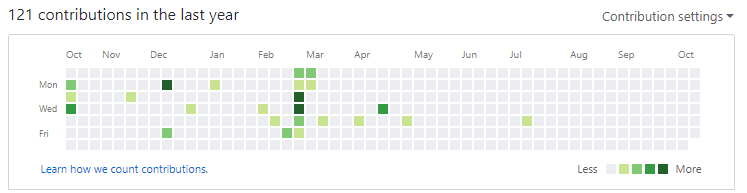 121 contributions in the last year
Contribution settings
Oct Nov Dec Jan Feb Mar Apr May Jun Jul Aug Sep Oct
Mon
Wed
Fri
Learn how we count contributions.
Less More